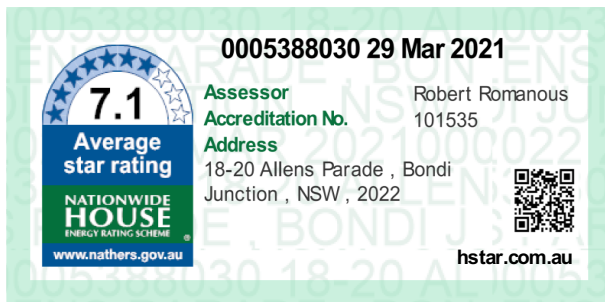 0005388030 29 Mar 2021
7.1
Average
star rating
NATIONWIDE
HOUSE
ENERGY RATING SCHEME
®
www.nathers.gov.au
Assessor Robert Romanous
Accreditation No. 101535
Address
18-20 Allens Parade , Bondi
Junction , NSW , 2022
hstar.com.au